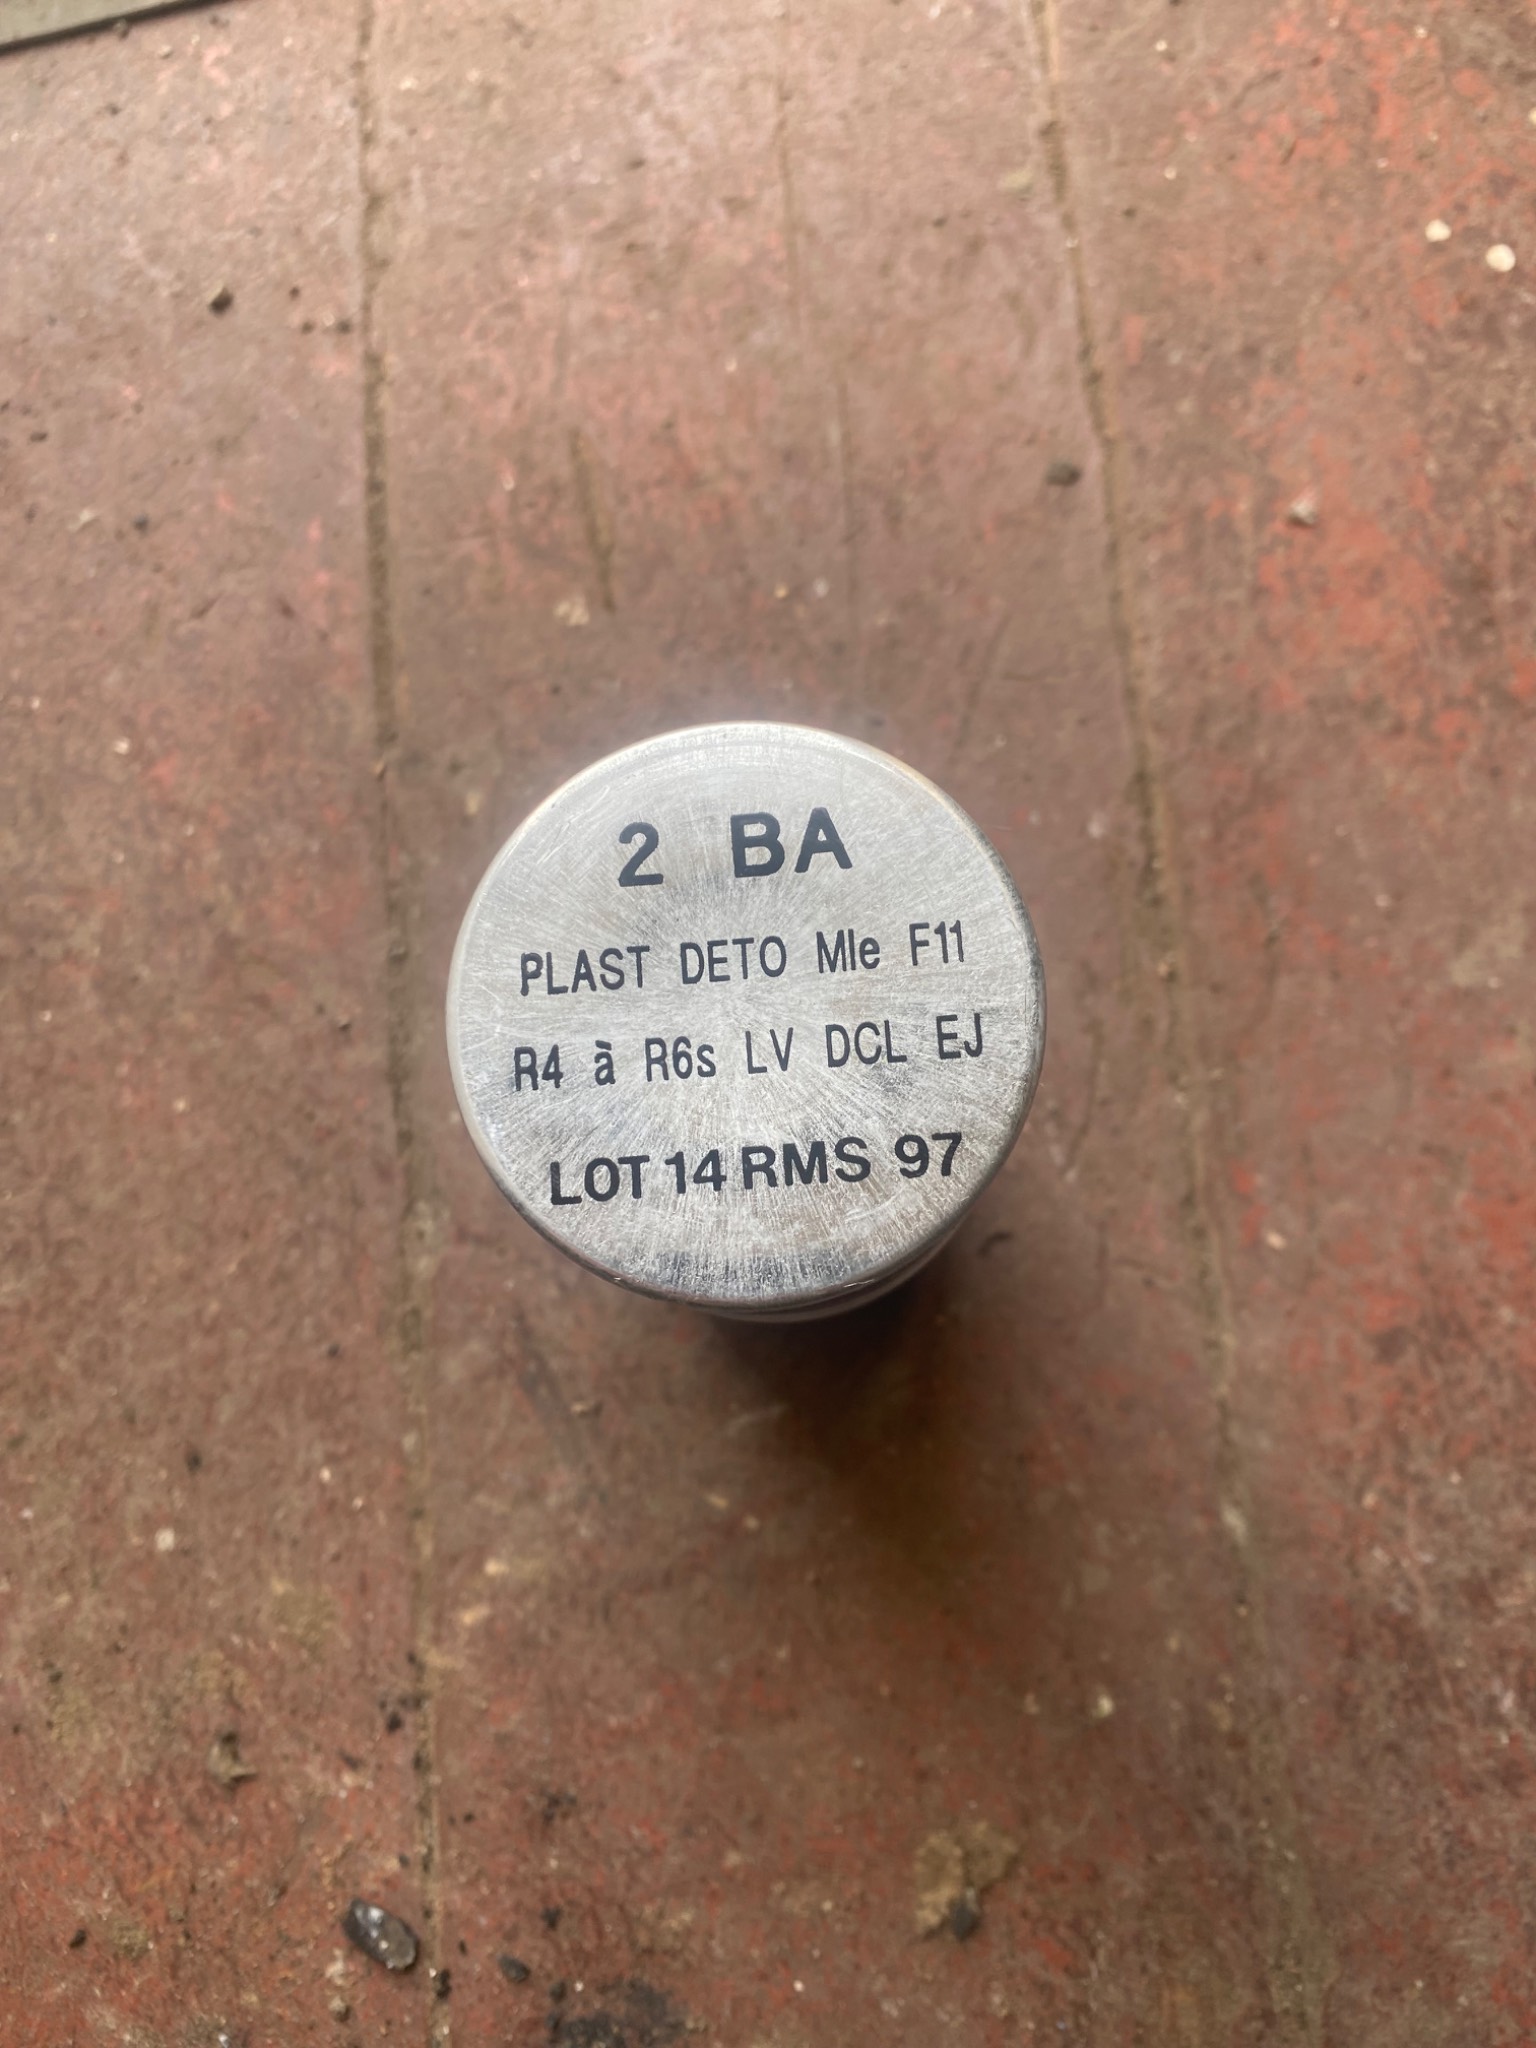 2 BA
PLAST DETO Mle F11
R4 à R6s LV DCL EJ
LOT 14 RMS 97